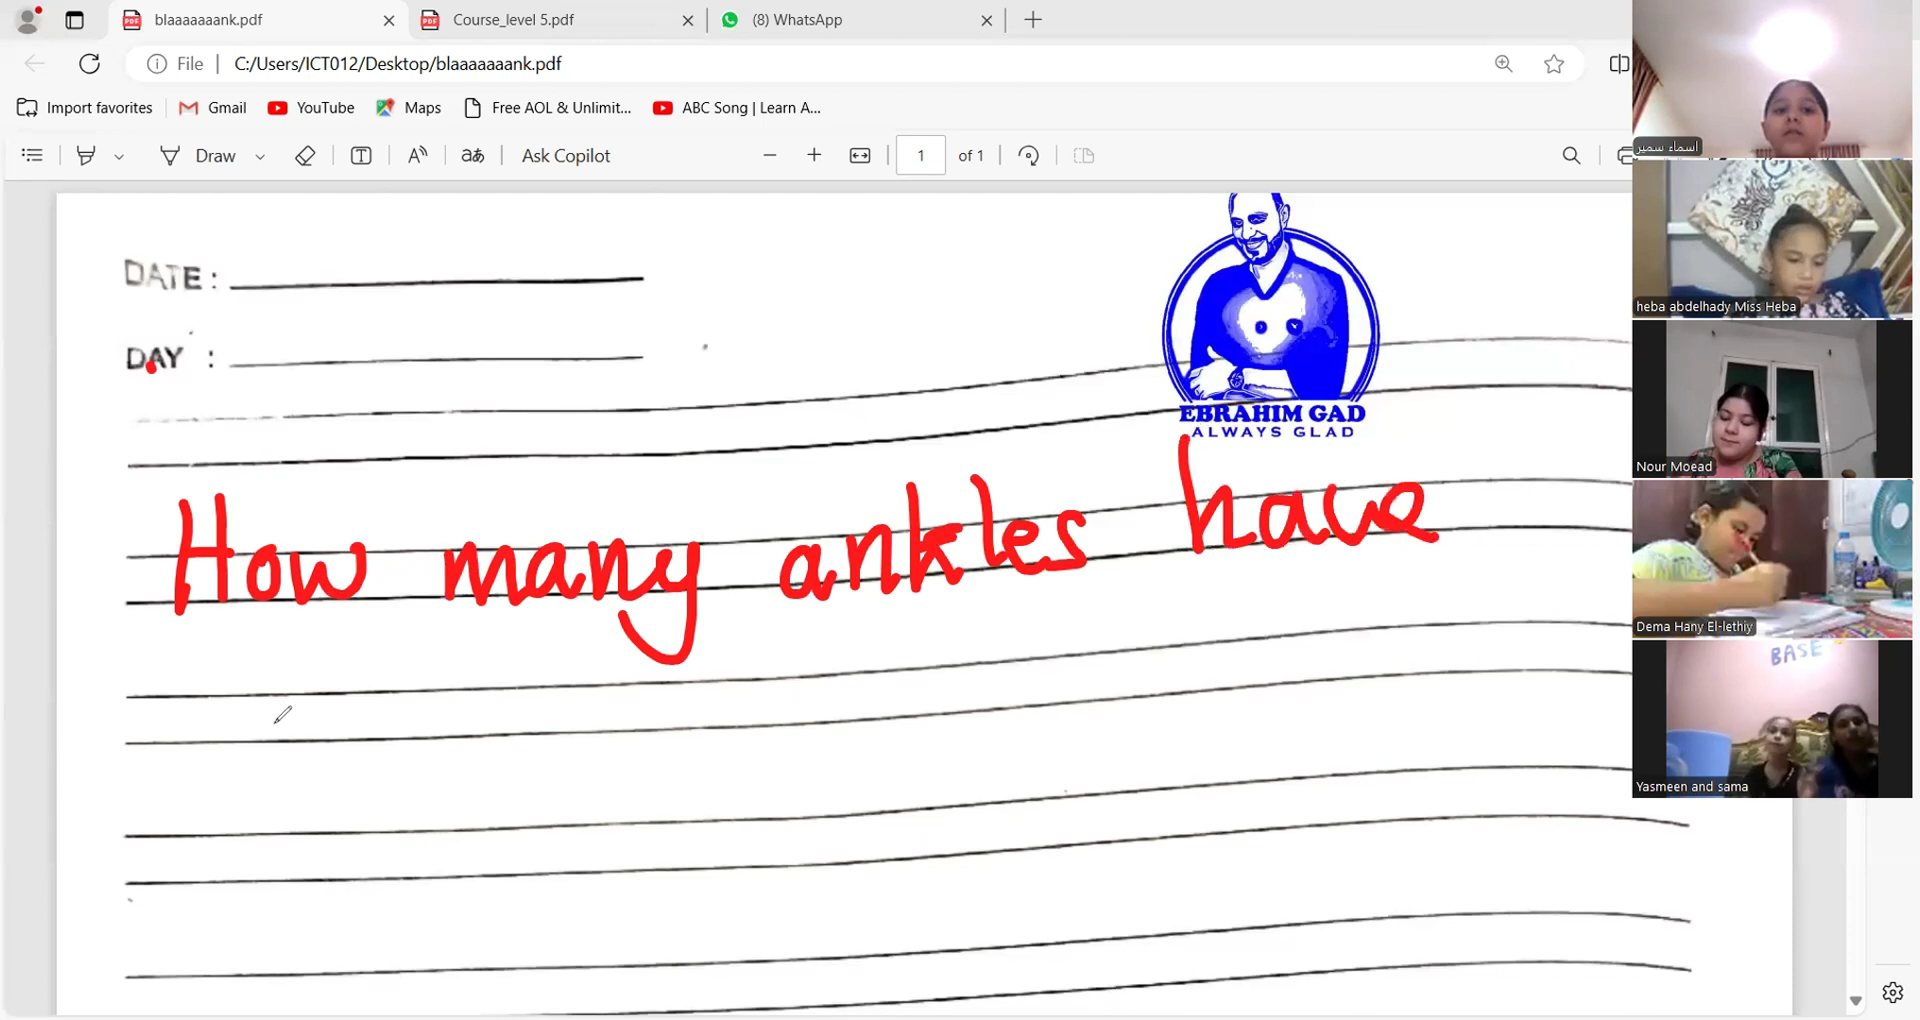 blaaaaaaank.pdf
Course_level 5.pdf
(8) WhatsApp
File
C:/Users/ICT012/Desktop/blaaaaaaank.pdf
Import favorites
Gmail
YouTube
Maps
Free AOL & Unlimit...
ABC Song | Learn A...
Draw
Ask Copilot
1 of 1
DATE :
DAY :
EBRAHIM GAD
ALWAYS GLAD
How many ankles have
اسماء سمير
heba abdelhady Miss Heba
Nour Moead
Dema Hany El-lethiy
BASE
Yasmeen and sama